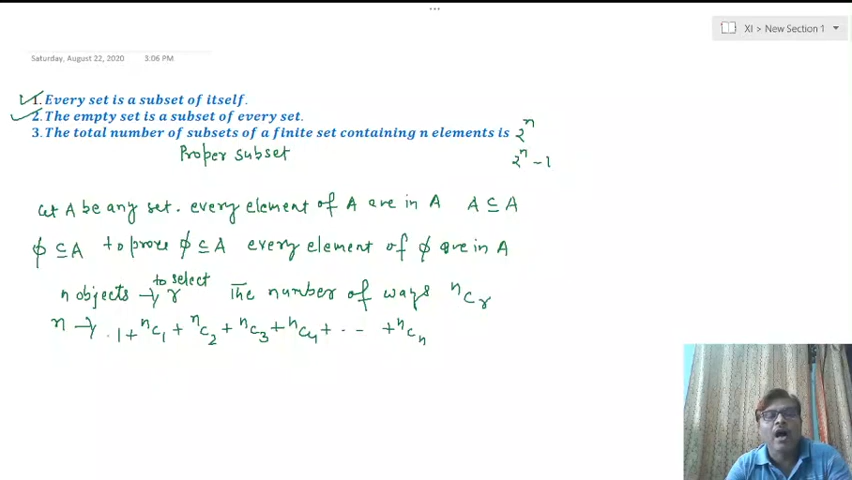 XI > New Section 1
Saturday, August 22, 2020 3:06 PM
1. Every set is a subset of itself.
2. The empty set is a subset of every set.
3. The total number of subsets of a finite set containing n elements is 2ⁿ
Proper subset 2ⁿ - 1
Let A be any set. every element of A are in A A ⊆ A
ϕ ⊆ A to prove ϕ ⊆ A every element of ϕ are in A
n objects → to select r The number of ways ⁿCᵣ
n → 1 + ⁿC₁ + ⁿC₂ + ⁿC₃ + ⁿC₄ + ... + ⁿCₙ